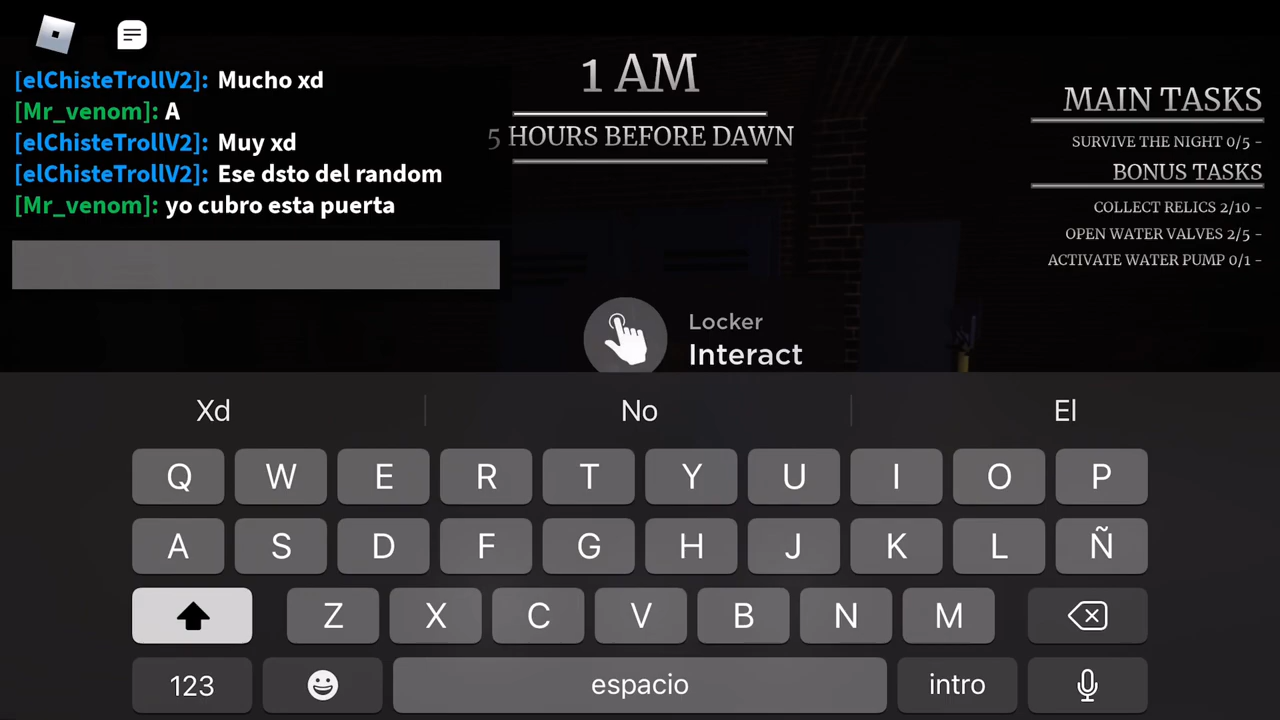 [elChisteTrollV2]: Mucho xd
[Mr_venom]: A
[elChisteTrollV2]: Muy xd
[elChisteTrollV2]: Ese dsto del random
[Mr_venom]: yo cubro esta puerta
1 AM
5 HOURS BEFORE DAWN
MAIN TASKS
SURVIVE THE NIGHT 0/5 -
BONUS TASKS
COLLECT RELICS 2/10 -
OPEN WATER VALVES 2/5 -
ACTIVATE WATER PUMP 0/1 -
Locker
Interact
Xd No El
Q W E R T Y U I O P
A S D F G H J K L Ñ
Z X C V B N M
123 espacio intro